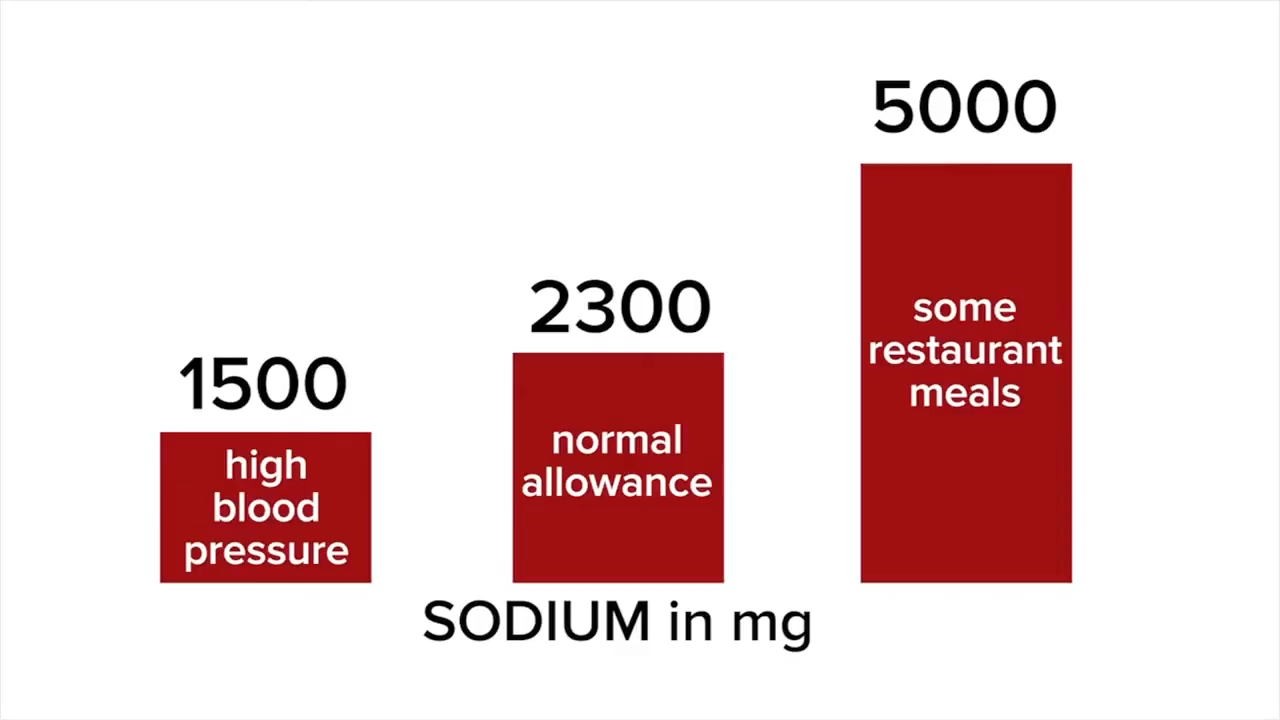 1500
high
blood
pressure
2300
normal
allowance
5000
some
restaurant
meals
SODIUM in mg